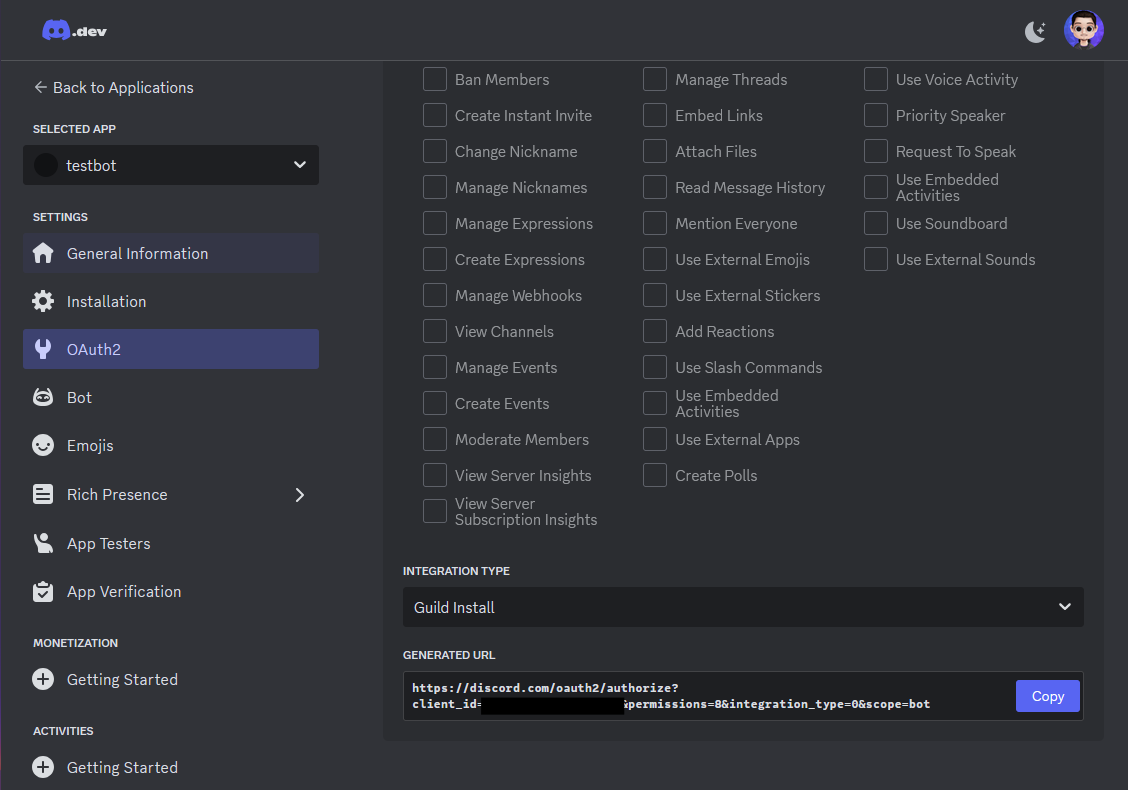 .dev
Back to Applications
SELECTED APP
testbot
SETTINGS
General Information
Installation
OAuth2
Bot
Emojis
Rich Presence
App Testers
App Verification
MONETIZATION
Getting Started
ACTIVITIES
Getting Started
Ban Members
Create Instant Invite
Change Nickname
Manage Nicknames
Manage Expressions
Create Expressions
Manage Webhooks
View Channels
Manage Events
Create Events
Moderate Members
View Server Insights
View Server
Subscription Insights
Manage Threads
Embed Links
Attach Files
Read Message History
Mention Everyone
Use External Emojis
Use External Stickers
Add Reactions
Use Slash Commands
Use Embedded
Activities
Use External Apps
Create Polls
Use Voice Activity
Priority Speaker
Request To Speak
Use Embedded
Activities
Use Soundboard
Use External Sounds
INTEGRATION TYPE
Guild Install
GENERATED URL
https://discord.com/oauth2/authorize?
client_id= &permissions=8&integration_type=0&scope=bot
Copy